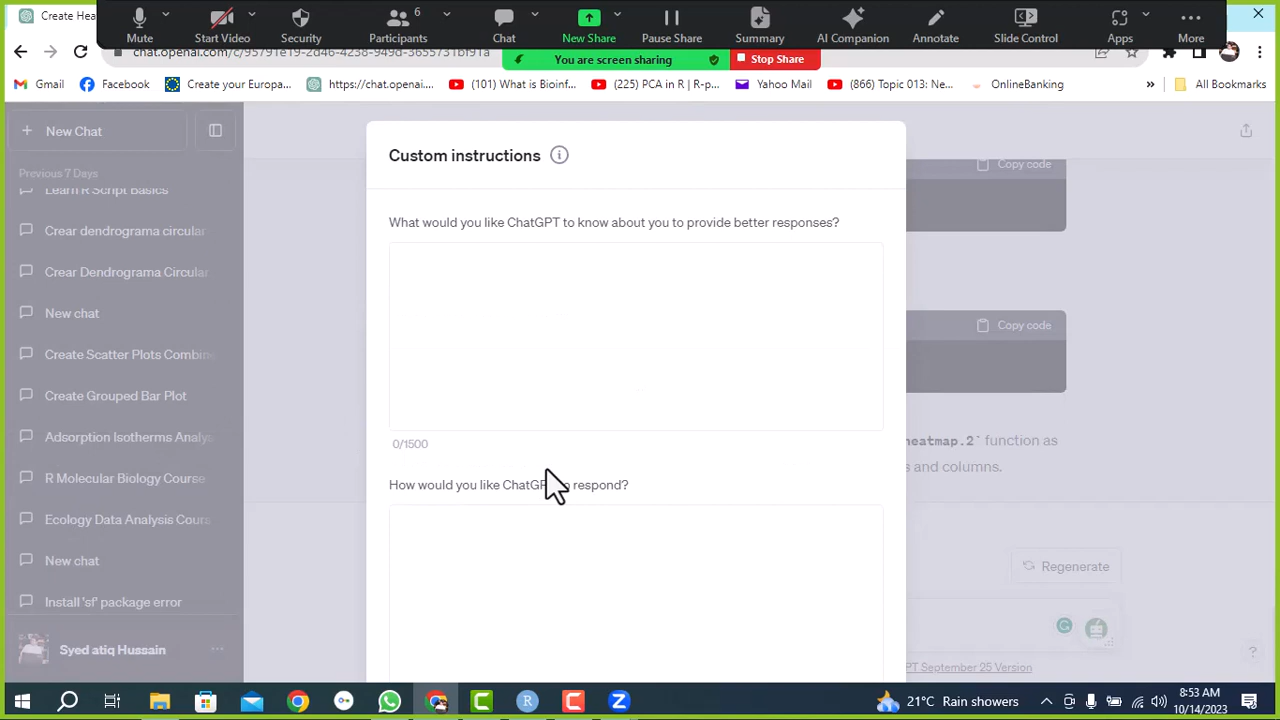 Create Hea
Mute
Start Video
Security
6
Participants
Chat
New Share
Pause Share
Summary
AI Companion
Annotate
Slide Control
Apps
More
You are screen sharing
Stop Share
Gmail
Facebook
Create your Europa...
https://chat.openai....
(101) What is Bioinf...
(225) PCA in R | R-p...
Yahoo Mail
(866) Topic 013: Ne...
OnlineBanking
»
All Bookmarks
+ New Chat
Previous 7 Days
Learn R Script Basics
Crear dendrograma circular
Crear Dendrograma Circular
New chat
Create Scatter Plots Combin
Create Grouped Bar Plot
Adsorption Isotherms Analy
R Molecular Biology Course
Ecology Data Analysis Cours
New chat
Install 'sf' package error
Syed atiq Hussain
...
Custom instructions
What would you like ChatGPT to know about you to provide better responses?
0/1500
How would you like respond?
Copy code
Copy code
heatmap.2` function as
s and columns.
Regenerate
PT September 25 Version
?
21°C Rain showers
8:53 AM
10/14/2023